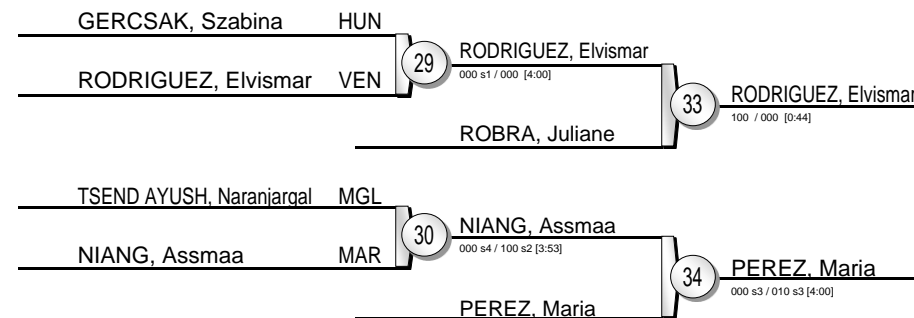 GERCSAK, Szabina HUN
RODRIGUEZ, Elvismar VEN
29
RODRIGUEZ, Elvismar
000 s1 / 000 [4:00]
ROBRA, Juliane
33
RODRIGUEZ, Elvismar
100 / 000 [0:44]
TSEND AYUSH, Naranjargal MGL
NIANG, Assmaa MAR
30
NIANG, Assmaa
000 s4 / 100 s2 [3:53]
PEREZ, Maria
34
PEREZ, Maria
000 s3 / 010 s3 [4:00]